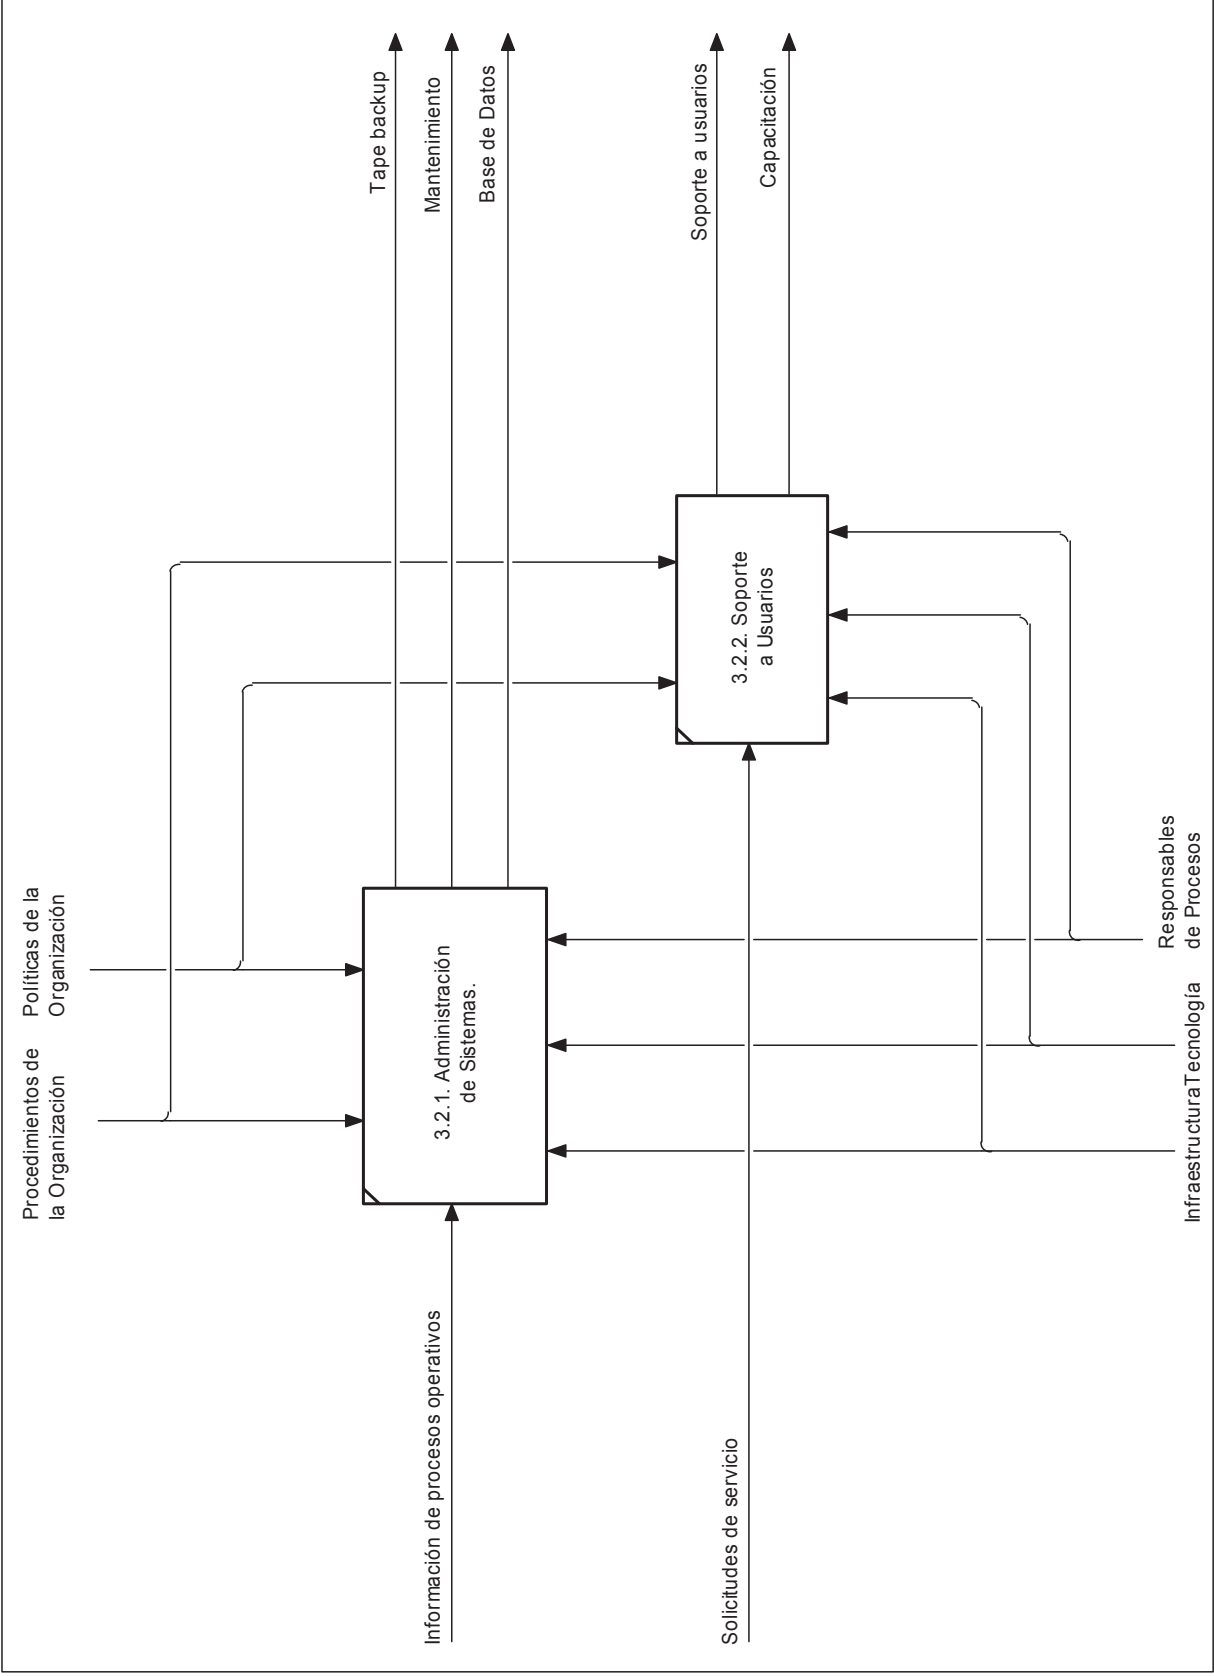 Procedimientos de
la Organización
Políticas de la
Organización
Tape backup
Mantenimiento
Base de Datos
Información de procesos operativos
3.2.1. Administración
de Sistemas.
Soporte a usuarios
Capacitación
Solicitudes de servicio
3.2.2. Soporte
a Usuarios
Infraestructura
Tecnología
Responsables
de Procesos